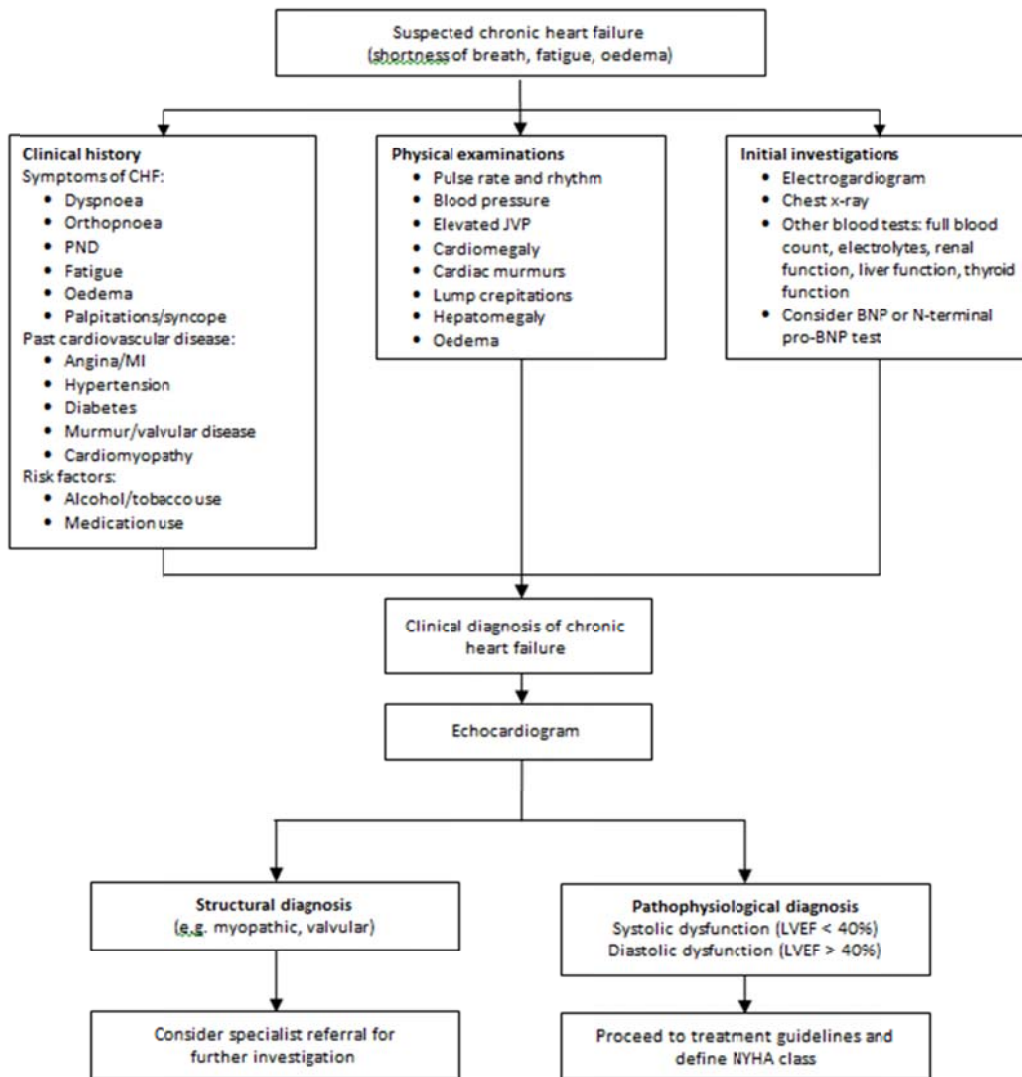 Suspected chronic heart failure
(shortness of breath, fatigue, oedema)
Clinical history
Symptoms of CHF:
• Dyspnoea
• Orthopnoea
• PND
• Fatigue
• Oedema
• Palpitations/syncope
Past cardiovascular disease:
• Angina/MI
• Hypertension
• Diabetes
• Murmur/valvular disease
• Cardiomyopathy
Risk factors:
• Alcohol/tobacco use
• Medication use
Physical examinations
• Pulse rate and rhythm
• Blood pressure
• Elevated JVP
• Cardiomegaly
• Cardiac murmurs
• Lump crepitations
• Hepatomegaly
• Oedema
Initial investigations
• Electrogardiogram
• Chest x-ray
• Other blood tests: full blood
count, electrolytes, renal
function, liver function, thyroid
function
• Consider BNP or N-terminal
pro-BNP test
Clinical diagnosis of chronic
heart failure
Echocardiogram
Structural diagnosis
(e.g. myopathic, valvular)
Pathophysiological diagnosis
Systolic dysfunction (LVEF < 40%)
Diastolic dysfunction (LVEF > 40%)
Consider specialist referral for
further investigation
Proceed to treatment guidelines and
define NYHA class